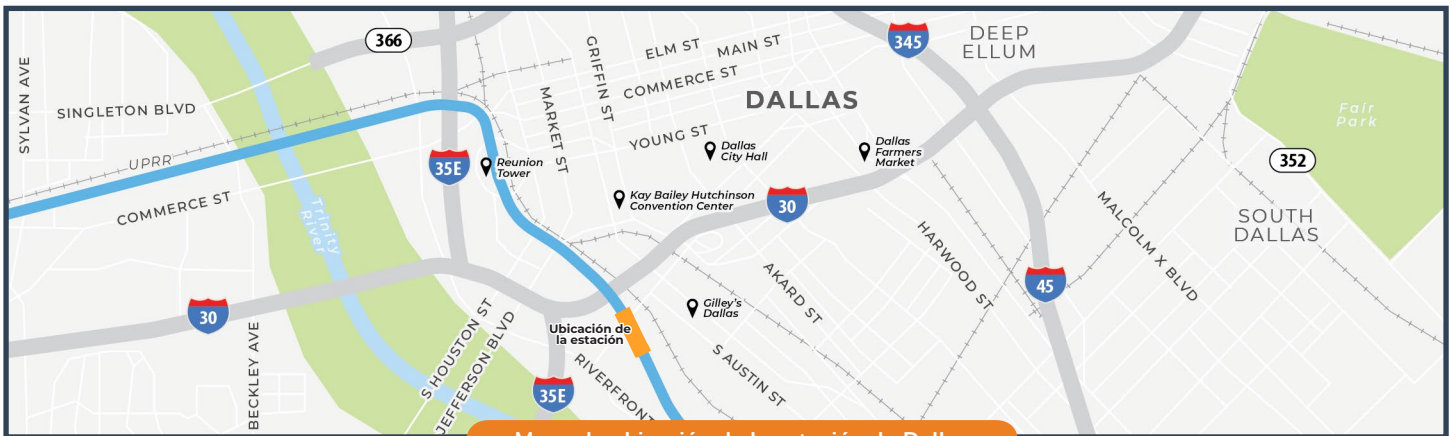 366
345
DEEP
ELLUM
ELM ST
MAIN ST
GRIFFIN ST
SYLVAN AVE
COMMERCE ST
DALLAS
SINGLETON BLVD
MARKET ST
Fair
Park
YOUNG ST
UPRR
35E
Reunion
Tower
Dallas
City Hall
Dallas
Farmers
Market
352
Kay Bailey Hutchinson
Convention Center
30
COMMERCE ST
Trinity
River
SOUTH
DALLAS
MALCOLM X BLVD
HARWOOD ST
AKARD ST
45
30
Gilley's
Dallas
Ubicación de
la estación
S HOUSTON ST
JEFFERSON BLVD
BECKLEY AVE
S AUSTIN ST
RIVERFRONT
35E